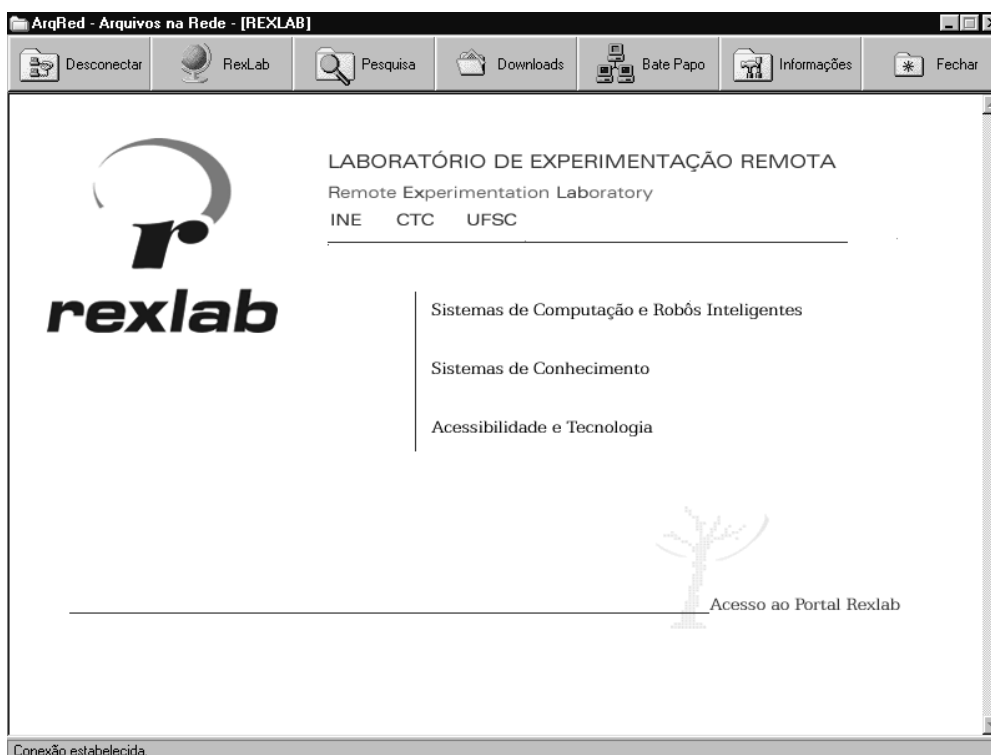 ArqRed - Arquivos na Rede - [REXLAB]
Desconectar RexLab Pesquisa Downloads Bate Papo Informações Fechar
LABORATÓRIO DE EXPERIMENTAÇÃO REMOTA
Remote Experimentation Laboratory
INE CTC UFSC
r
rexlab
Sistemas de Computação e Robôs Inteligentes
Sistemas de Conhecimento
Acessibilidade e Tecnologia
Acesso ao Portal Rexlab
Conexão estabelecida.